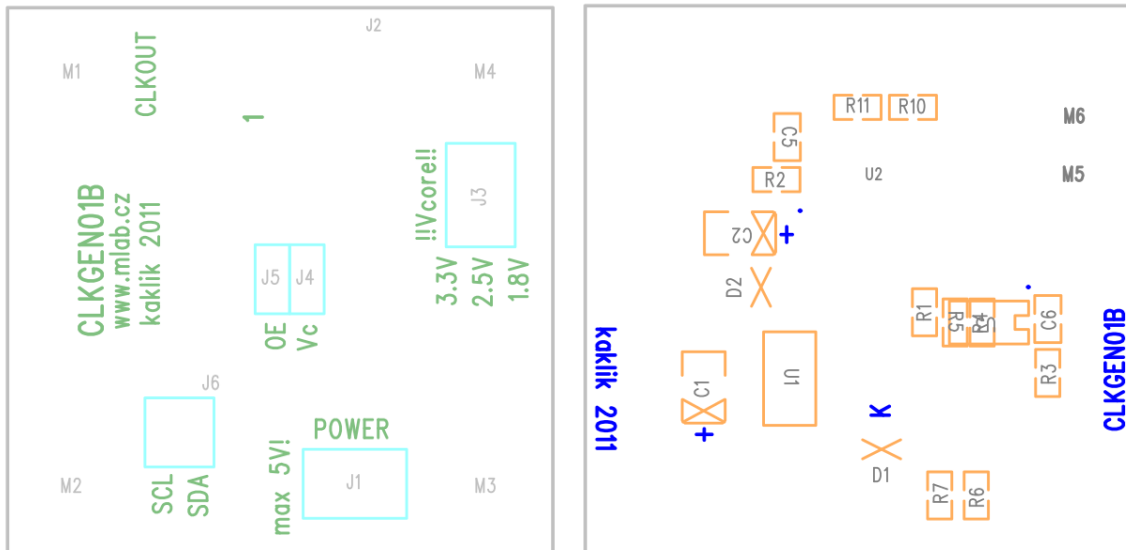 J2
M1
CLKOUT
M4
1
!!Vcore!!
J3
CLKGEN01B
www.mlab.cz
kaklik 2011
J5
J4
3.3V
2.5V
1.8V
OE
Vc
J6
POWER
max 5V!
M2
SCL
SDA
J1
M3
R11
R10
M6
C5
R2
U2
M5
C2
+
D2
R1
R5
R4
C6
kaklik 2011
CLKGEN01B
U1
R3
C1
K
+
D1
R7
R6